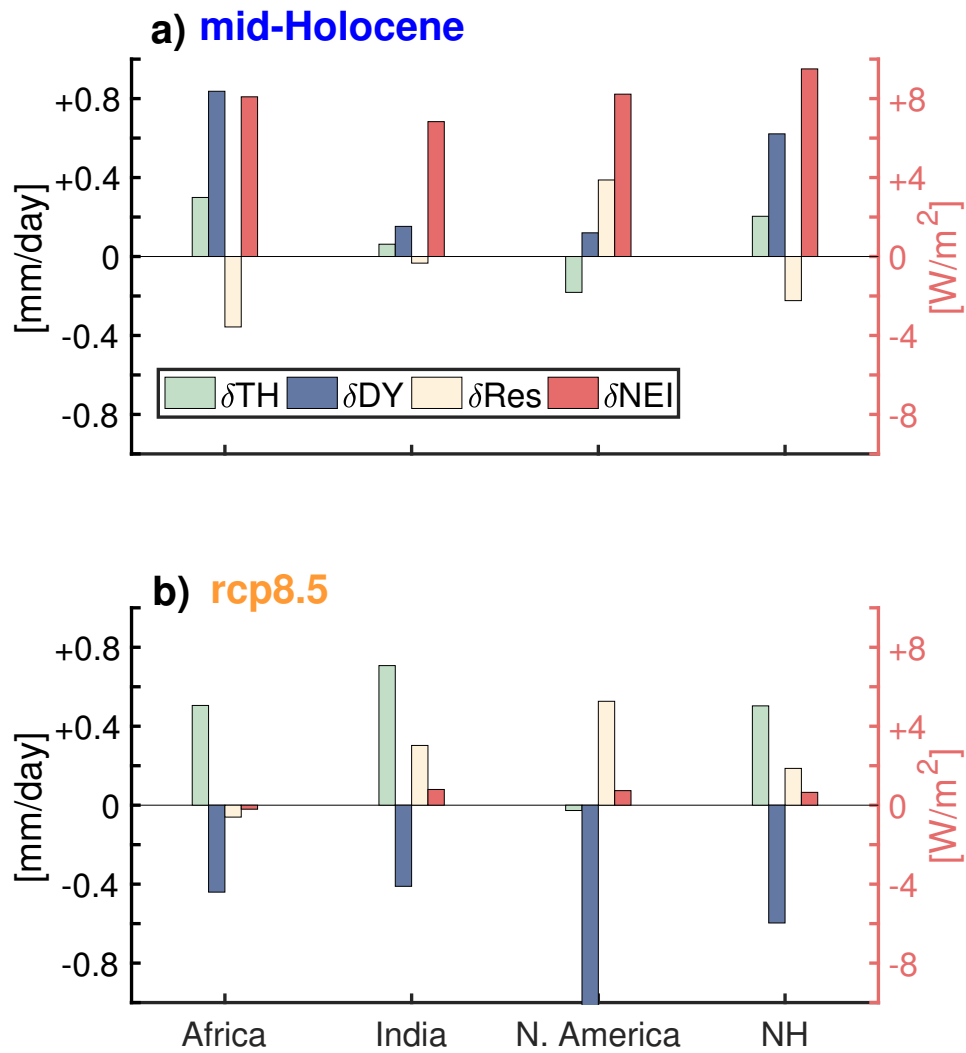 a) mid-Holocene
+0.8
+0.4
0
-0.4
-0.8
[mm/day]
+8
+4
+0
-4
-8
[W/m²]
δTH δDY δRes δNEI
b) rcp8.5
+0.8
+0.4
0
-0.4
-0.8
[mm/day]
+8
+4
+0
-4
-8
[W/m²]
Africa India N. America NH